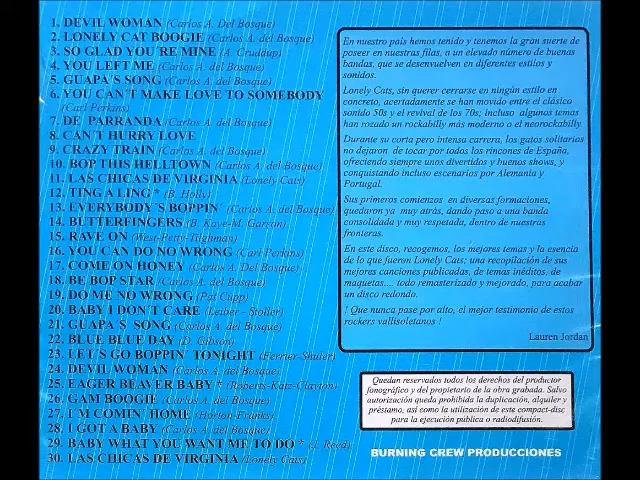 1. DEVIL WOMAN (Carlos A. Del Bosque)
2. LONELY CAT BOOGIE (Carlos A. del Bosque)
3. SO GLAD YOU´RE MINE (A. Crudup)
4. YOU LEFT ME (Carlos A. del Bosque)
5. GUAPA´S SONG (Carlos A. del Bosque)
6. YOU CAN´T MAKE LOVE TO SOMEBODY
(Carl Perkins)
7. DE PARRANDA (Carlos A. del Bosque)
8. CAN´T HURRY LOVE
9. CRAZY TRAIN (Carlos A. del Bosque)
10. BOP THIS HELLTOWN (Carlos A. del Bosque)
11. LAS CHICAS DE VIRGINIA (Lonely Cats)
12. TING A LING * (B. Holly)
13. EVERYBODY´S BOPPIN´ (Carlos A. del Bosque)
14. BUTTERFINGERS (B. Kaye-M. Garson)
15. RAVE ON (West-Petty-Tilghman)
16. YOU CAN DO NO WRONG (Carl Perkins)
17. COME ON HONEY (Carlos A. Del Bosque)
18. BE BOP STAR (Carlos A. del Bosque)
19. DO ME NO WRONG (Pat Cupp)
20. BABY I DON´T CARE (Leiber - Stoller)
21. GUAPA´S SONG (Carlos A. del Bosque)
22. BLUE BLUE DAY (D. Gibson)
23. LET´S GO BOPPIN´ TONIGHT (Ferrier-Shuler)
24. DEVIL WOMAN (Carlos A. del Bosque)
25. EAGER BEAVER BABY * (Roberts-Katz-Clayton)
26. GAM BOOGIE (Carlos A. del Bosque)
27. I´M COMIN´ HOME (Horton-Franks)
28. I GOT A BABY (Carlos A. del Bosque)
29. BABY WHAT YOU WANT ME TO DO * (J. Reed)
30. LAS CHICAS DE VIRGINIA (Lonely Cats)
En nuestro país hemos tenido y tenemos la gran suerte de
poseer en nuestras filas, a un elevado número de buenas
bandas, que se desenvuelven en diferentes estilos y
sonidos.
Lonely Cats, sin querer cerrarse en ningún estilo en
concreto, acertadamente se han movido entre el clásico
sonido 50s y el revival de los 70s; incluso algunos temas
han rozado un rockabilly más moderno o el neorockabilly.
Durante su corta pero intensa carrera, los gatos solitarios
no dejaron de tocar por todos los rincones de España,
ofreciendo siempre unos divertidos y buenos shows, y
conquistando incluso escenarios por Alemania y
Portugal.
Sus primeros comienzos en diversas formaciones,
quedaron ya muy atrás, dando paso a una banda
consolidada y muy respetada, dentro de nuestras
fronteras.
En este disco, recogemos, los mejores temas y la esencia
de lo que fueron Lonely Cats; una recopilación de sus
mejores canciones publicadas, de temas inéditos, de
maquetas.... todo remasterizado y mejorado, para acabar
un disco redondo.
! Que nunca pase por alto, el mejor testimonio de estos
rockers vallisoletanos !
Lauren Jordan
Quedan reservados todos los derechos del productor
fonográfico y del propietario de la obra grabada. Salvo
autorización queda prohibida la duplicación, alquiler y
préstamo, así como la utilización de este compact-disc
para la ejecución pública o radiodifusión.
BURNING CREW PRODUCCIONES